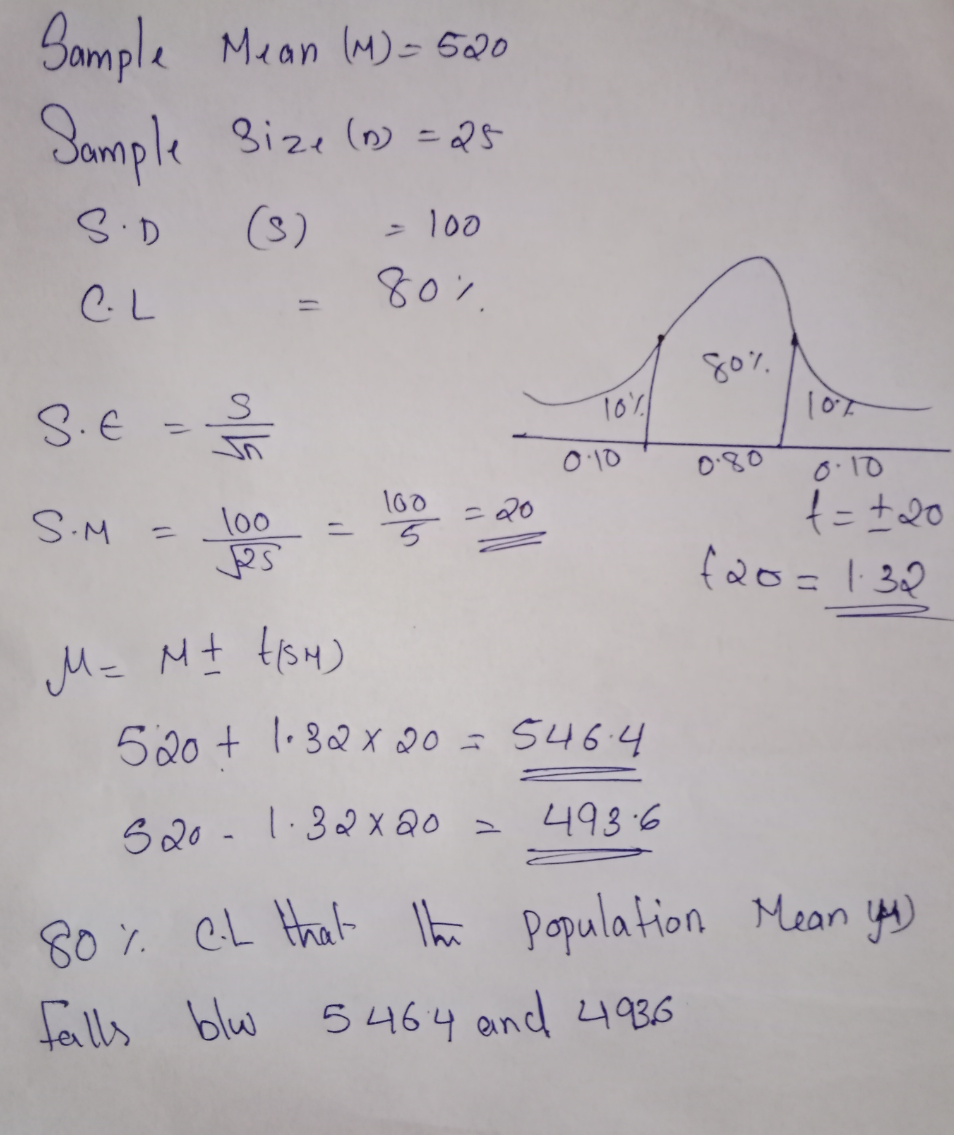 Sample Mean (M) = 520
Sample Size (n) = 25
S.D (S) = 100
C.L = 80%
80%
10%
10%
S.E = S/√n
0.10 0.80 0.10
S.M = 100/√25 = 100/5 = 20
t = ±20
t20 = 1.32
μ = M ± t(SM)
520 + 1.32 x 20 = 546.4
520 - 1.32 x 20 = 493.6
80% C.L that the population Mean (μ)
falls b/w 546.4 and 493.6